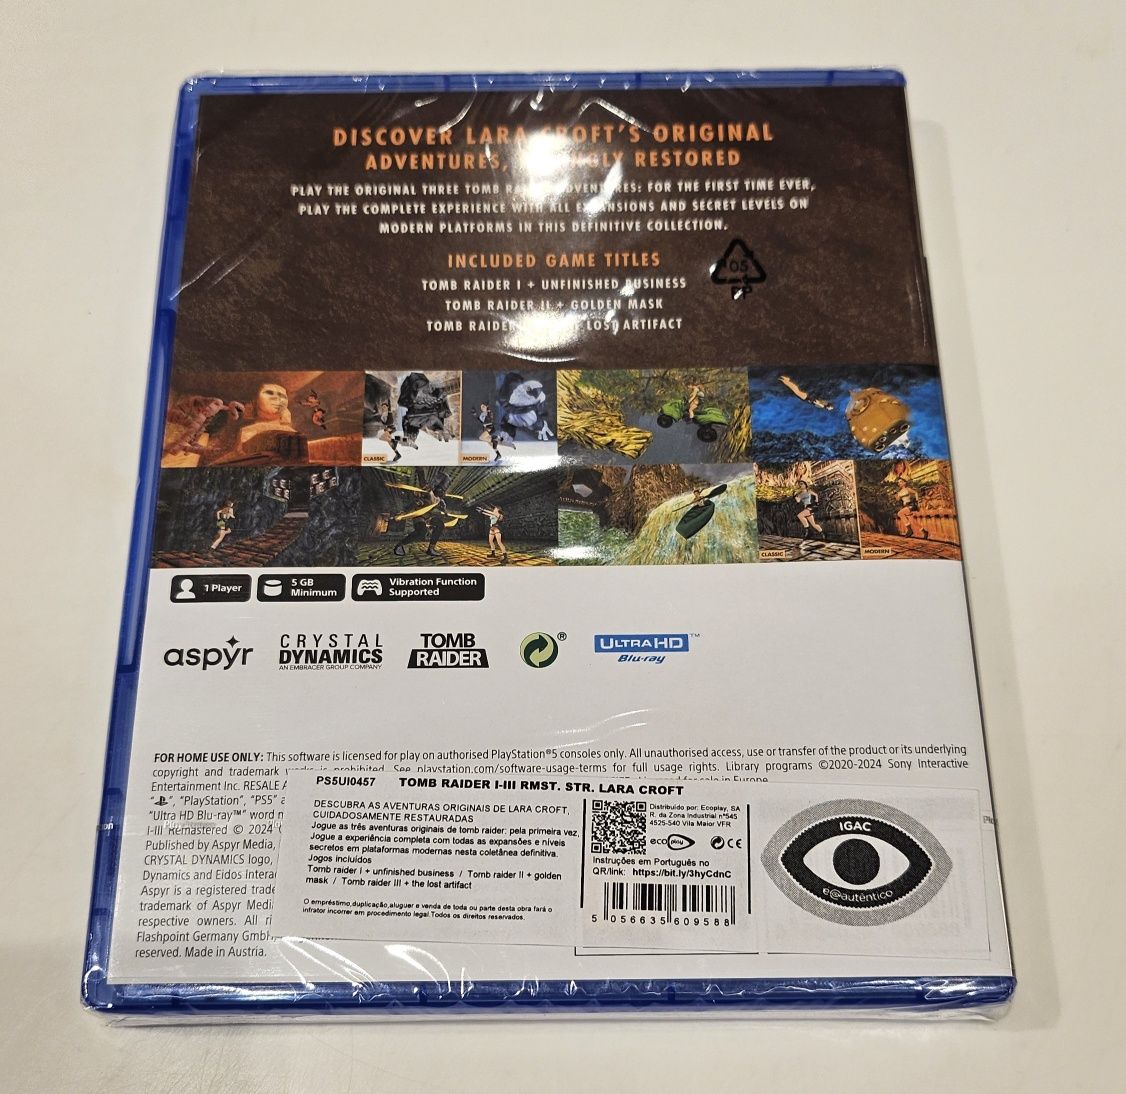 DISCOVER LARA CROFT'S ORIGINAL
ADVENTURES, RESTORED
PLAY THE ORIGINAL THREE TOMB ADVENTURES: FOR THE FIRST TIME EVER,
PLAY THE COMPLETE EXPERIENCE WITH ALL EXPANSIONS AND SECRET LEVELS ON
MODERN PLATFORMS IN THIS DEFINITIVE COLLECTION.
INCLUDED GAME TITLES
05
PP
TOMB RAIDER I + UNFINISHED BUSINESS
TOMB RAIDER II + GOLDEN MASK
TOMB RAIDER LOST ARTIFACT
CLASSIC
MODERN
CLASSIC
MODERN
1 Player
5 GB
Minimum
Vibration Function
Supported
aspyr
CRYSTAL
DYNAMICS
AN EMBRACER GROUP COMPANY
TOMB
RAIDER
®
ULTRA HD ™
Blu-ray
FOR HOME USE ONLY: This software is licensed for play on authorised PlayStation®5 consoles only. All unauthorised access, use or transfer of the product or its underlying
copyright and trademark works is prohibited. See playstation.com/software-usage-terms for full usage rights. Library programs ©2020-2024 Sony Interactive
Entertainment Inc. RESALE for sale in Europe
"PlayStation", "PS5"
"Ultra HD Blu-ray™" word
I-III Remastered © 2024
Published by Aspyr Media,
CRYSTAL DYNAMICS logo,
Dynamics and Eidos
Aspyr is a registered
trademark of Aspyr
respective owners. All
Flashpoint Germany GmbH,
reserved. Made in Austria.
PS5UI0457 TOMB RAIDER I-III RMST. STR. LARA CROFT
DESCUBRA AS AVENTURAS ORIGINAIS DE LARA CROFT,
CUIDADOSAMENTE RESTAURADAS
Jogue as três aventuras originais de tomb raider: pela primeira vez,
Jogue a experiência completa com todas as expansões e níveis
secretos em plataformas modernas nesta coletânea definitiva.
Jogos incluídos
Tomb raider I + unfinished business / Tomb raider II + golden
mask / Tomb raider III + the lost artifact
O empréstimo,duplicação,aluguer e venda de toda ou parte desta obra fará o
infrator incorrer em procedimento legal.Todos os direitos reservados.
Distribuido por: Ecoplay, SA
R. da Zona Industrial nº545
4525-540 Vila Maior VFR
ecoplay
CE
Instruções em Português no
QR/link: https://bit.ly/3hyCdnC
5 056635 609588
IGAC
e@autêntico